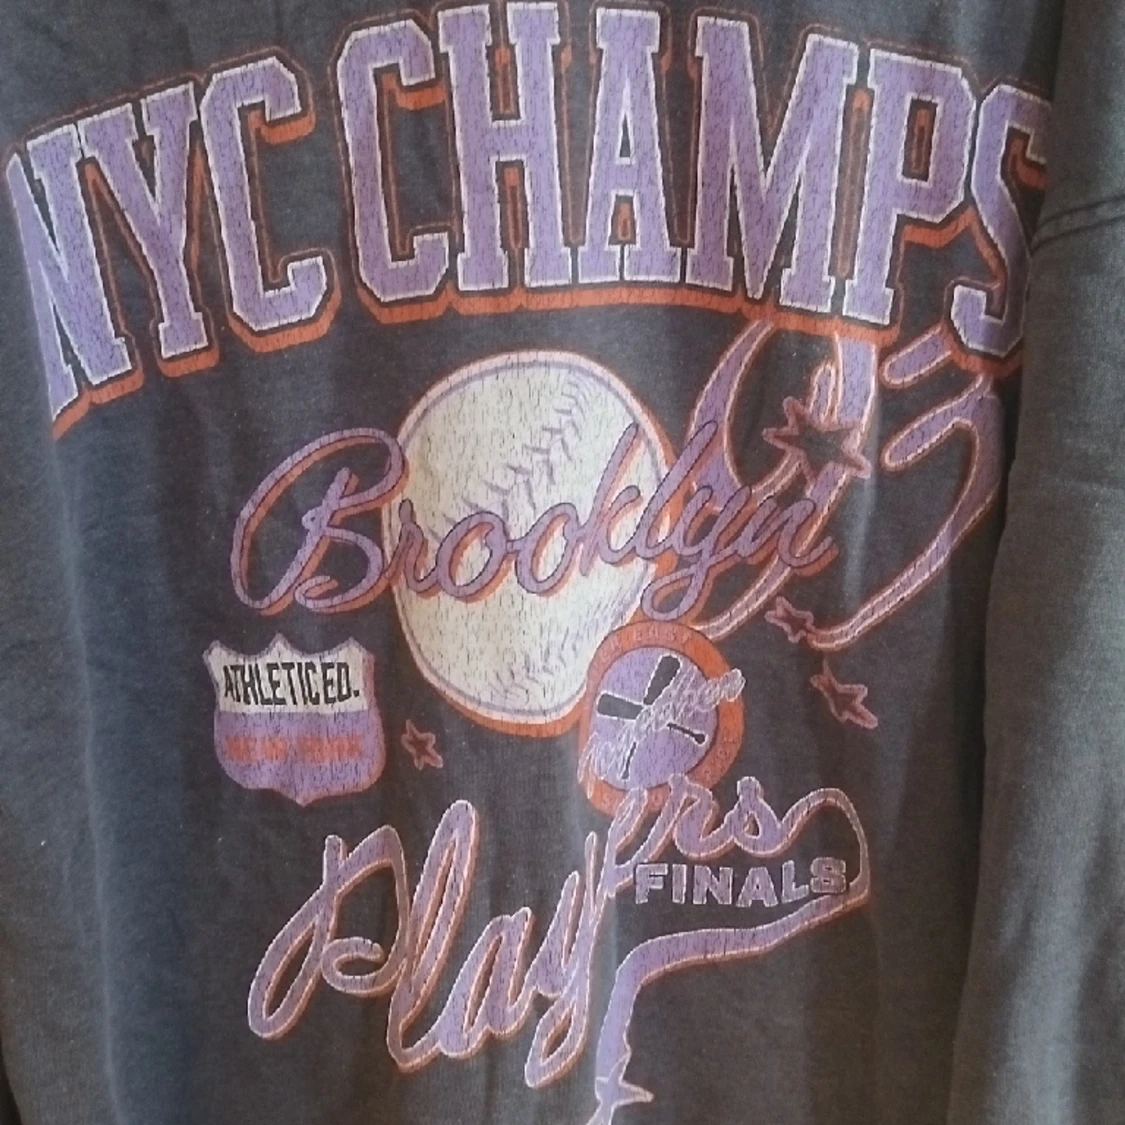 NYC CHAMPS
Brooklyn
ATHLETIC ED.
NEW YORK
Players
FINALS